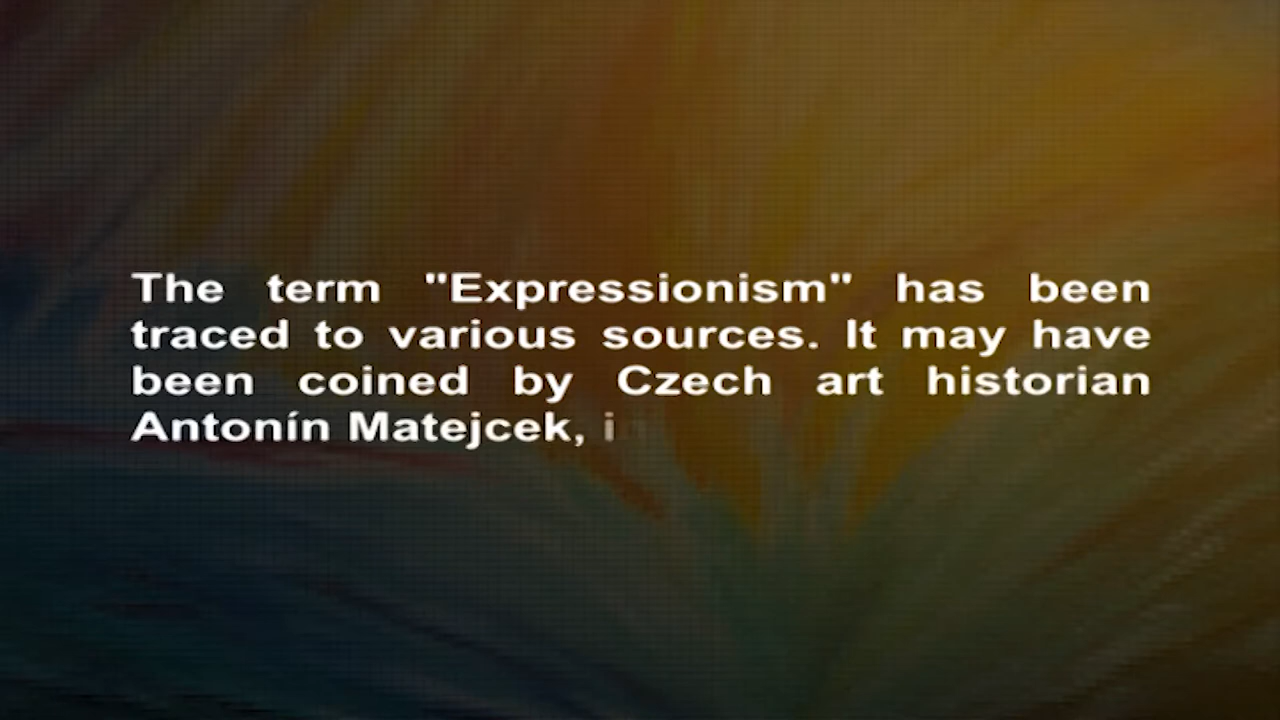 The term "Expressionism" has been
traced to various sources. It may have
been coined by Czech art historian
Antonín Matejcek, i